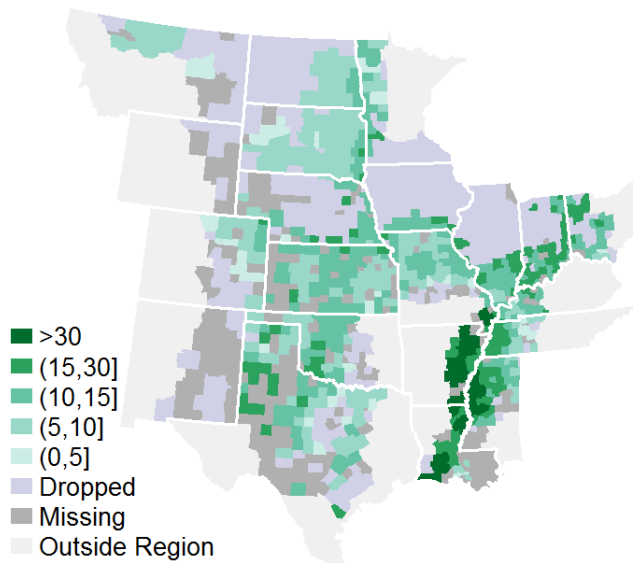 >30
(15,30]
(10,15]
(5,10]
(0,5]
Dropped
Missing
Outside Region